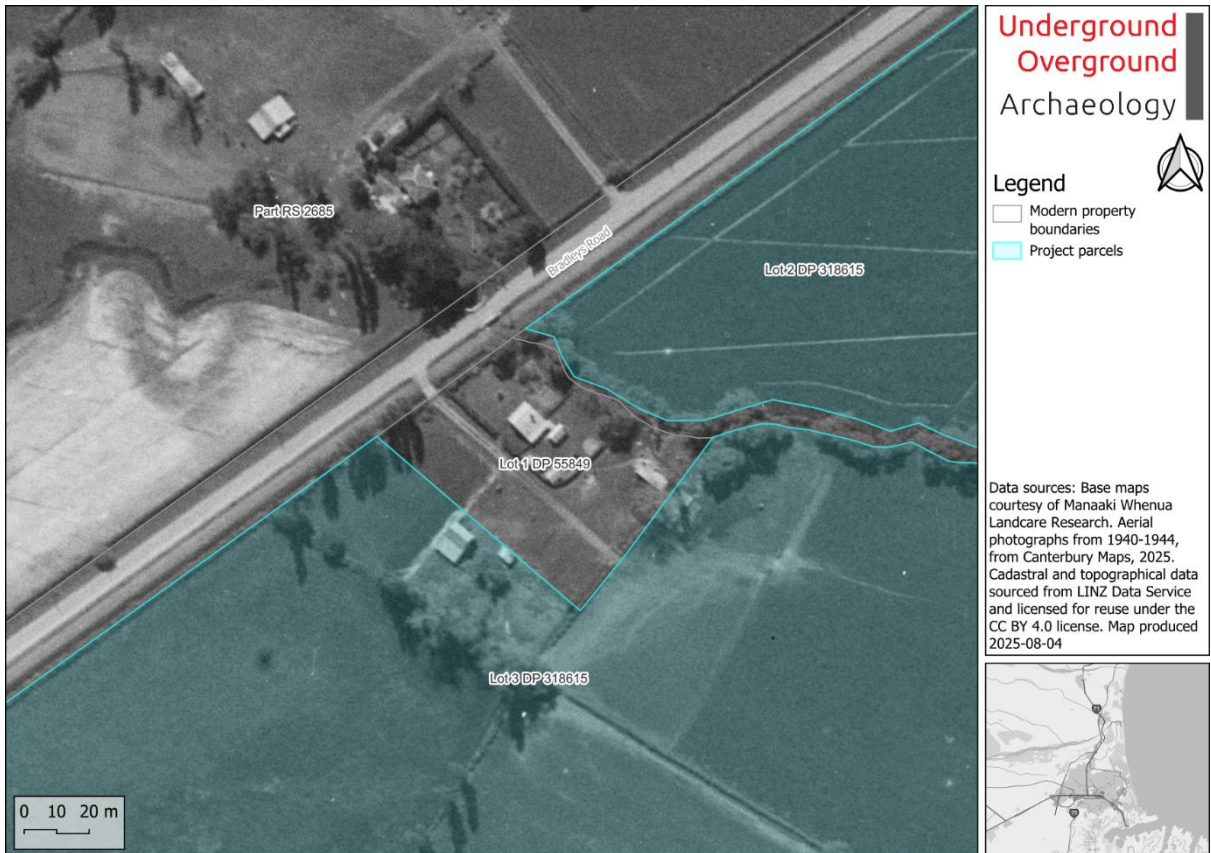 Underground
Overground
Archaeology
Legend
Modern property
boundaries
Project parcels
Part RS 2685
Bradleys Road
Lot 2 DP 318615
Lot 1 DP 55849
Lot 3 DP 318615
0 10 20 m
Data sources: Base maps
courtesy of Manaaki Whenua
Landcare Research. Aerial
photographs from 1940-1944,
from Canterbury Maps, 2025.
Cadastral and topographical data
sourced from LINZ Data Service
and licensed for reuse under the
CC BY 4.0 license. Map produced
2025-08-04